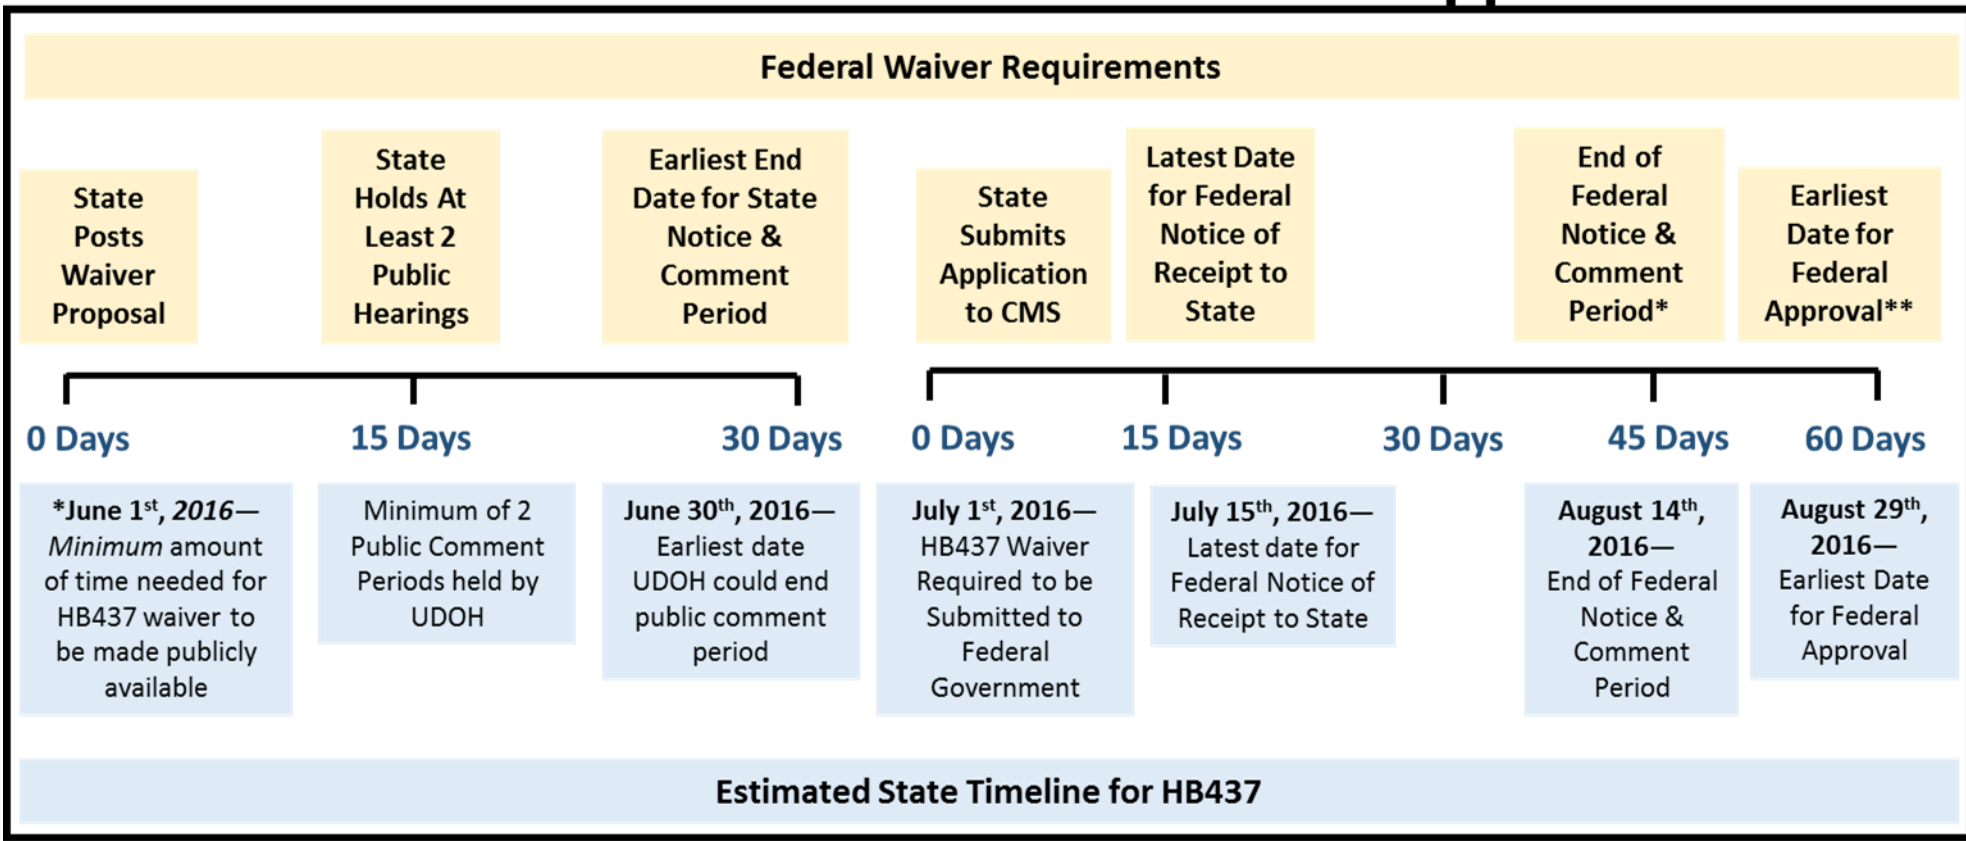 Federal Waiver Requirements
State
Posts
Waiver
Proposal
State
Holds At
Least 2
Public
Hearings
Earliest End
Date for State
Notice &
Comment
Period
State
Submits
Application
to CMS
Latest Date
for Federal
Notice of
Receipt to
State
End of
Federal
Notice &
Comment
Period*
Earliest
Date for
Federal
Approval**
0 Days
15 Days
30 Days
0 Days
15 Days
30 Days
45 Days
60 Days
*June 1st, 2016—
Minimum amount
of time needed for
HB437 waiver to
be made publicly
available
Minimum of 2
Public Comment
Periods held by
UDOH
June 30th, 2016—
Earliest date
UDOH could end
public comment
period
July 1st, 2016—
HB437 Waiver
Required to be
Submitted to
Federal
Government
July 15th, 2016—
Latest date for
Federal Notice of
Receipt to State
August 14th,
2016—
End of Federal
Notice &
Comment
Period
August 29th,
2016—
Earliest Date
for Federal
Approval
Estimated State Timeline for HB437